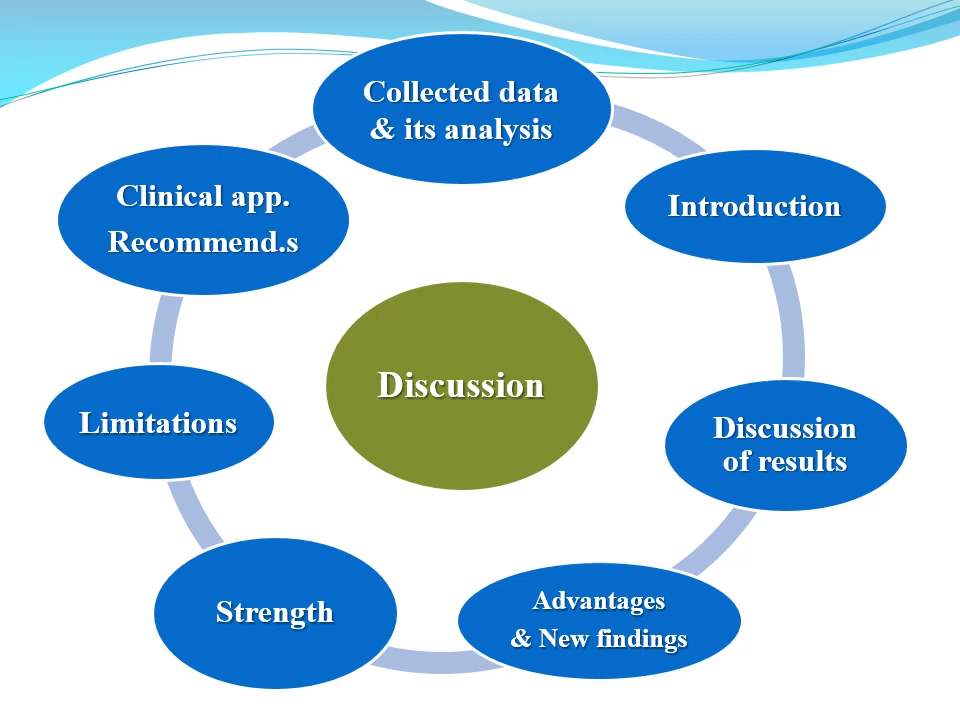 Collected data
& its analysis
Introduction
Discussion
of results
Advantages
& New findings
Strength
Limitations
Clinical app.
Recommend.s
Discussion